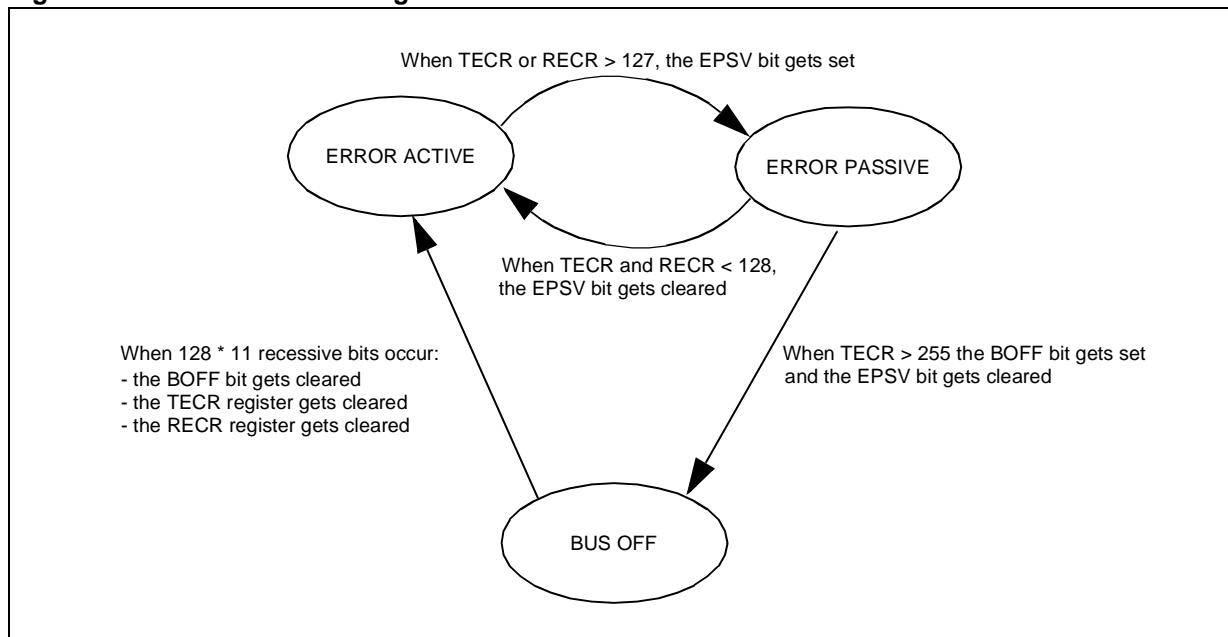 When TECR or RECR > 127, the EPSV bit gets set
ERROR ACTIVE
ERROR PASSIVE
When TECR and RECR < 128,
the EPSV bit gets cleared
When 128 * 11 recessive bits occur:
- the BOFF bit gets cleared
- the TECR register gets cleared
- the RECR register gets cleared
When TECR > 255 the BOFF bit gets set
and the EPSV bit gets cleared
BUS OFF